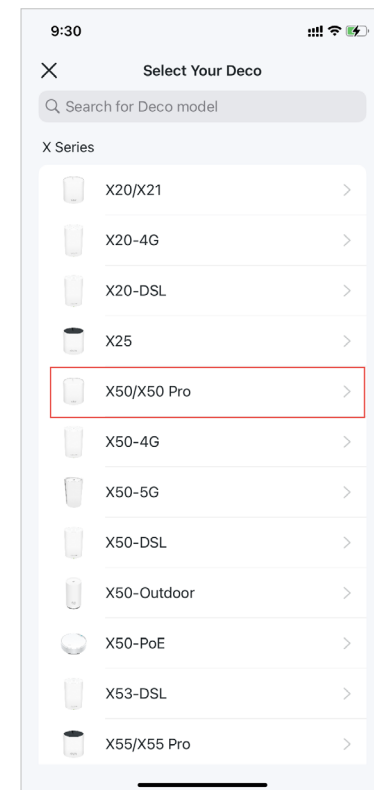 9:30
Select Your Deco
Search for Deco model
X Series
X20/X21
X20-4G
X20-DSL
X25
X50/X50 Pro
X50-4G
X50-5G
X50-DSL
X50-Outdoor
X50-PoE
X53-DSL
X55/X55 Pro